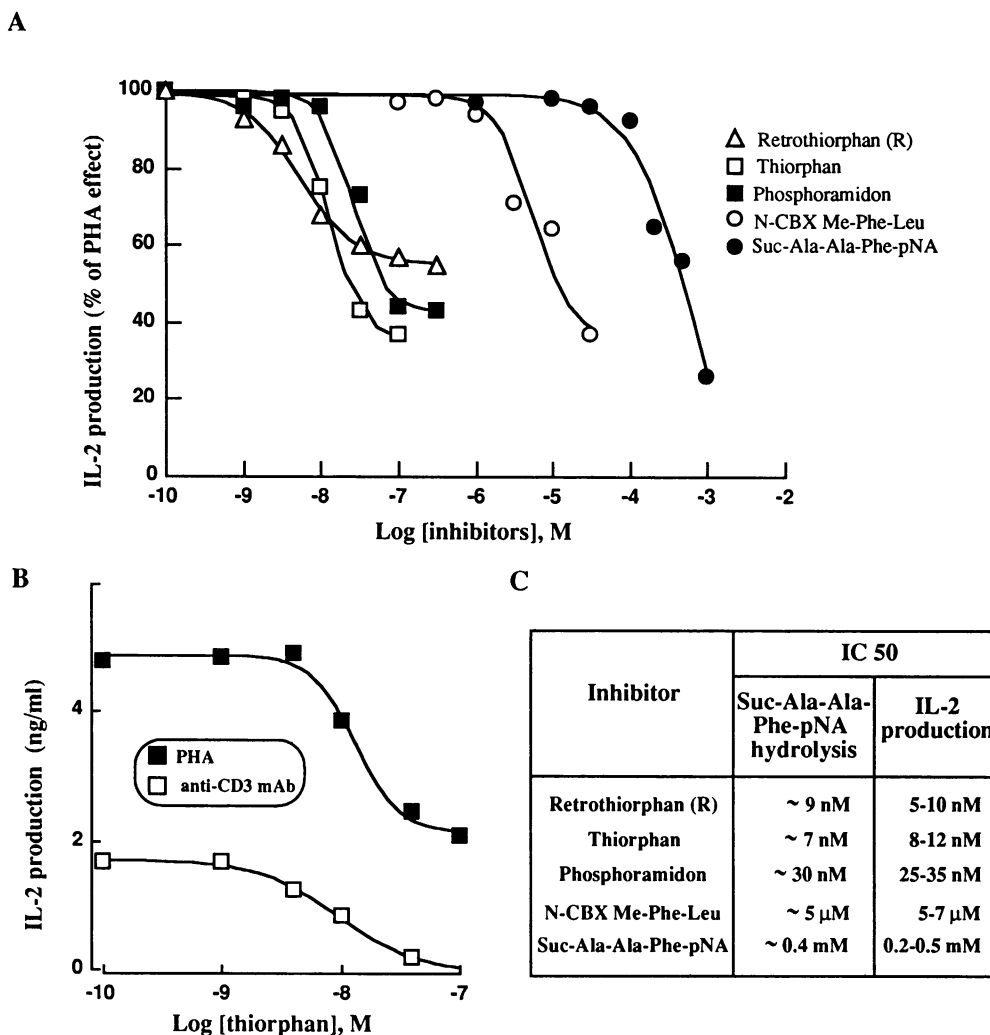 A
100
80
60
40
20
0
IL-2 production (% of PHA effect)
-10 -9 -8 -7 -6 -5 -4 -3 -2
Log [inhibitors], M
Retrothiorphan (R)
Thiorphan
Phosphoramidon
N-CBX Me-Phe-Leu
Suc-Ala-Ala-Phe-pNA
B
4
2
0
IL-2 production (ng/ml)
PHA
anti-CD3 mAb
-10 -9 -8 -7
Log [thiorphan], M
C
Inhibitor
IC 50
Suc-Ala-Ala-
Phe-pNA
hydrolysis
IL-2
production
Retrothiorphan (R) ~ 9 nM 5-10 nM
Thiorphan ~ 7 nM 8-12 nM
Phosphoramidon ~ 30 nM 25-35 nM
N-CBX Me-Phe-Leu ~ 5 μM 5-7 μM
Suc-Ala-Ala-Phe-pNA ~ 0.4 mM 0.2-0.5 mM